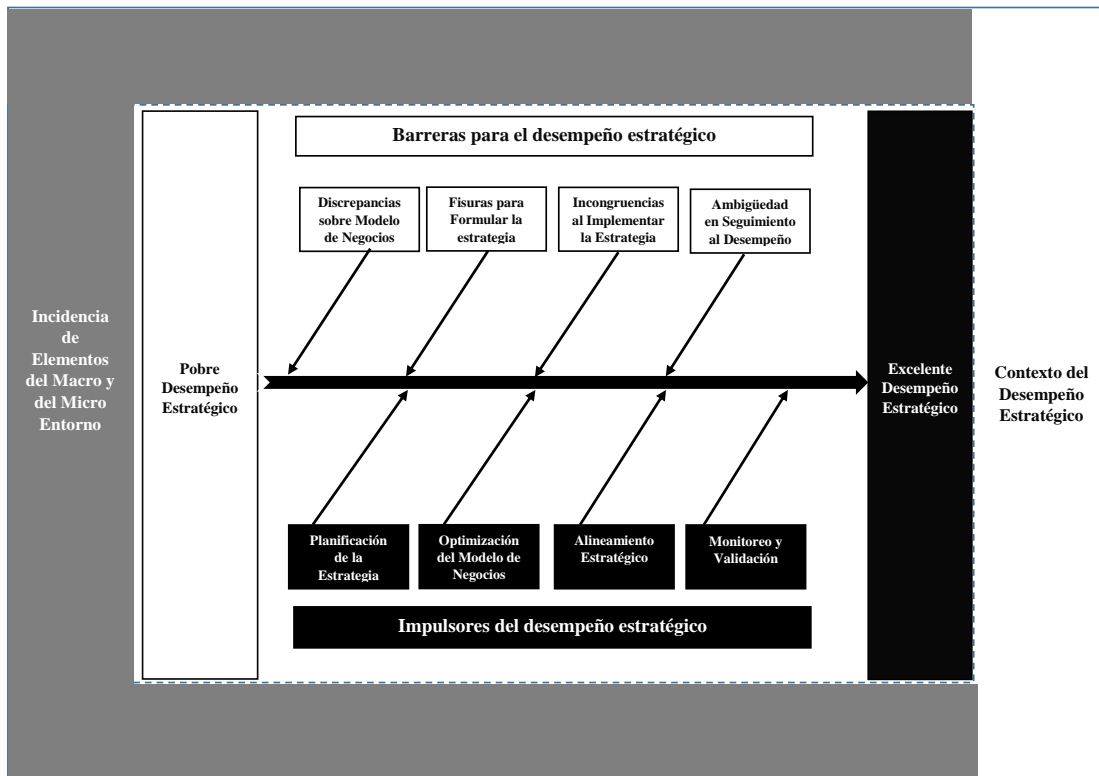 Barreras para el desempeño estratégico
Discrepancias
sobre Modelo
de Negocios
Fisuras para
Formular la
estrategia
Incongruencias
al Implementar
la Estrategia
Ambigüedad
en Seguimiento
al Desempeño
Incidencia
de
Elementos
del Macro y
del Micro
Entorno
Pobre
Desempeño
Estratégico
Excelente
Desempeño
Estratégico
Contexto del
Desempeño
Estratégico
Planificación
de la
Estrategia
Optimización
del Modelo de
Negocios
Alineamiento
Estratégico
Monitoreo y
Validación
Impulsores del desempeño estratégico